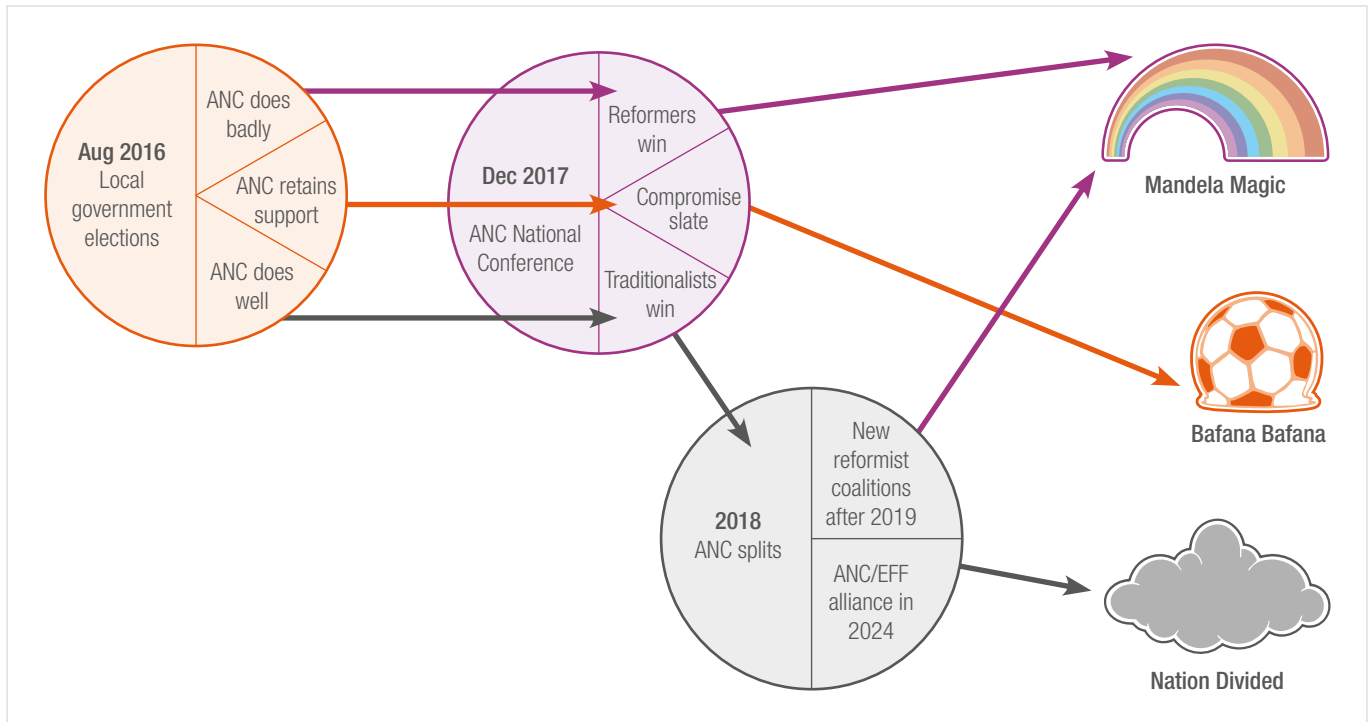 Aug 2016
Local
government
elections
ANC does
badly
ANC retains
support
ANC does
well
Dec 2017
ANC National
Conference
Reformers
win
Compromise
slate
Traditionalists
win
2018
ANC splits
New
reformist
coalitions
after 2019
ANC/EFF
alliance in
2024
Mandela Magic
Bafana Bafana
Nation Divided